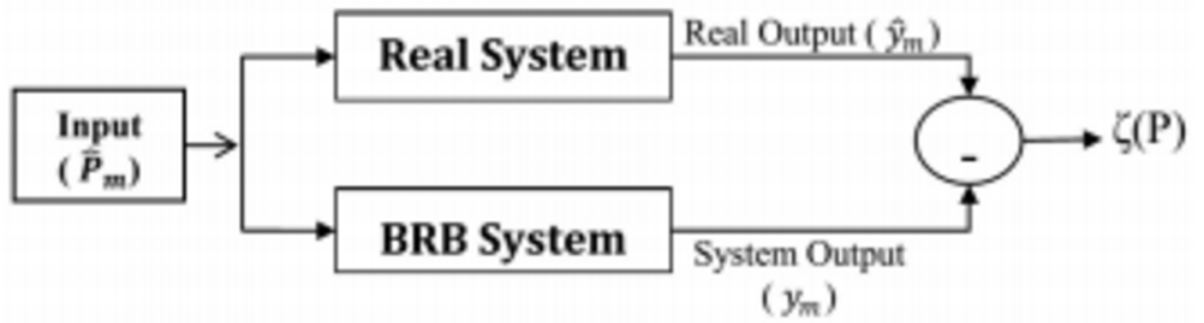 Input
( P̄ₘ)
Real System
Real Output ( ŷₘ )
BRB System
System Output
( yₘ)
-
ζ(P)